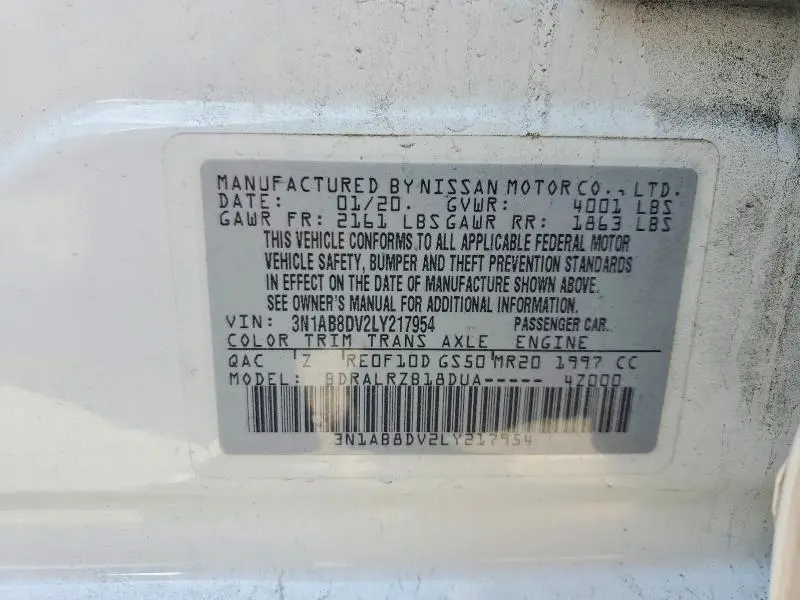 MANUFACTURED BY NISSAN MOTOR CO., LTD.
DATE: 01/20. GVWR: 4001 LBS
GAWR FR: 2161 LBS GAWR RR: 1863 LBS
THIS VEHICLE CONFORMS TO ALL APPLICABLE FEDERAL MOTOR
VEHICLE SAFETY, BUMPER AND THEFT PREVENTION STANDARDS
IN EFFECT ON THE DATE OF MANUFACTURE SHOWN ABOVE.
SEE OWNER'S MANUAL FOR ADDITIONAL INFORMATION.
VIN: 3N1AB8DV2LY217954 PASSENGER CAR
COLOR TRIM TRANS AXLE ENGINE
QAC Z RE0F10D GS50 MR20 1997 CC
MODEL: BDRALRZB18DUA----- 4Z000
3N1AB8DV2LY217954